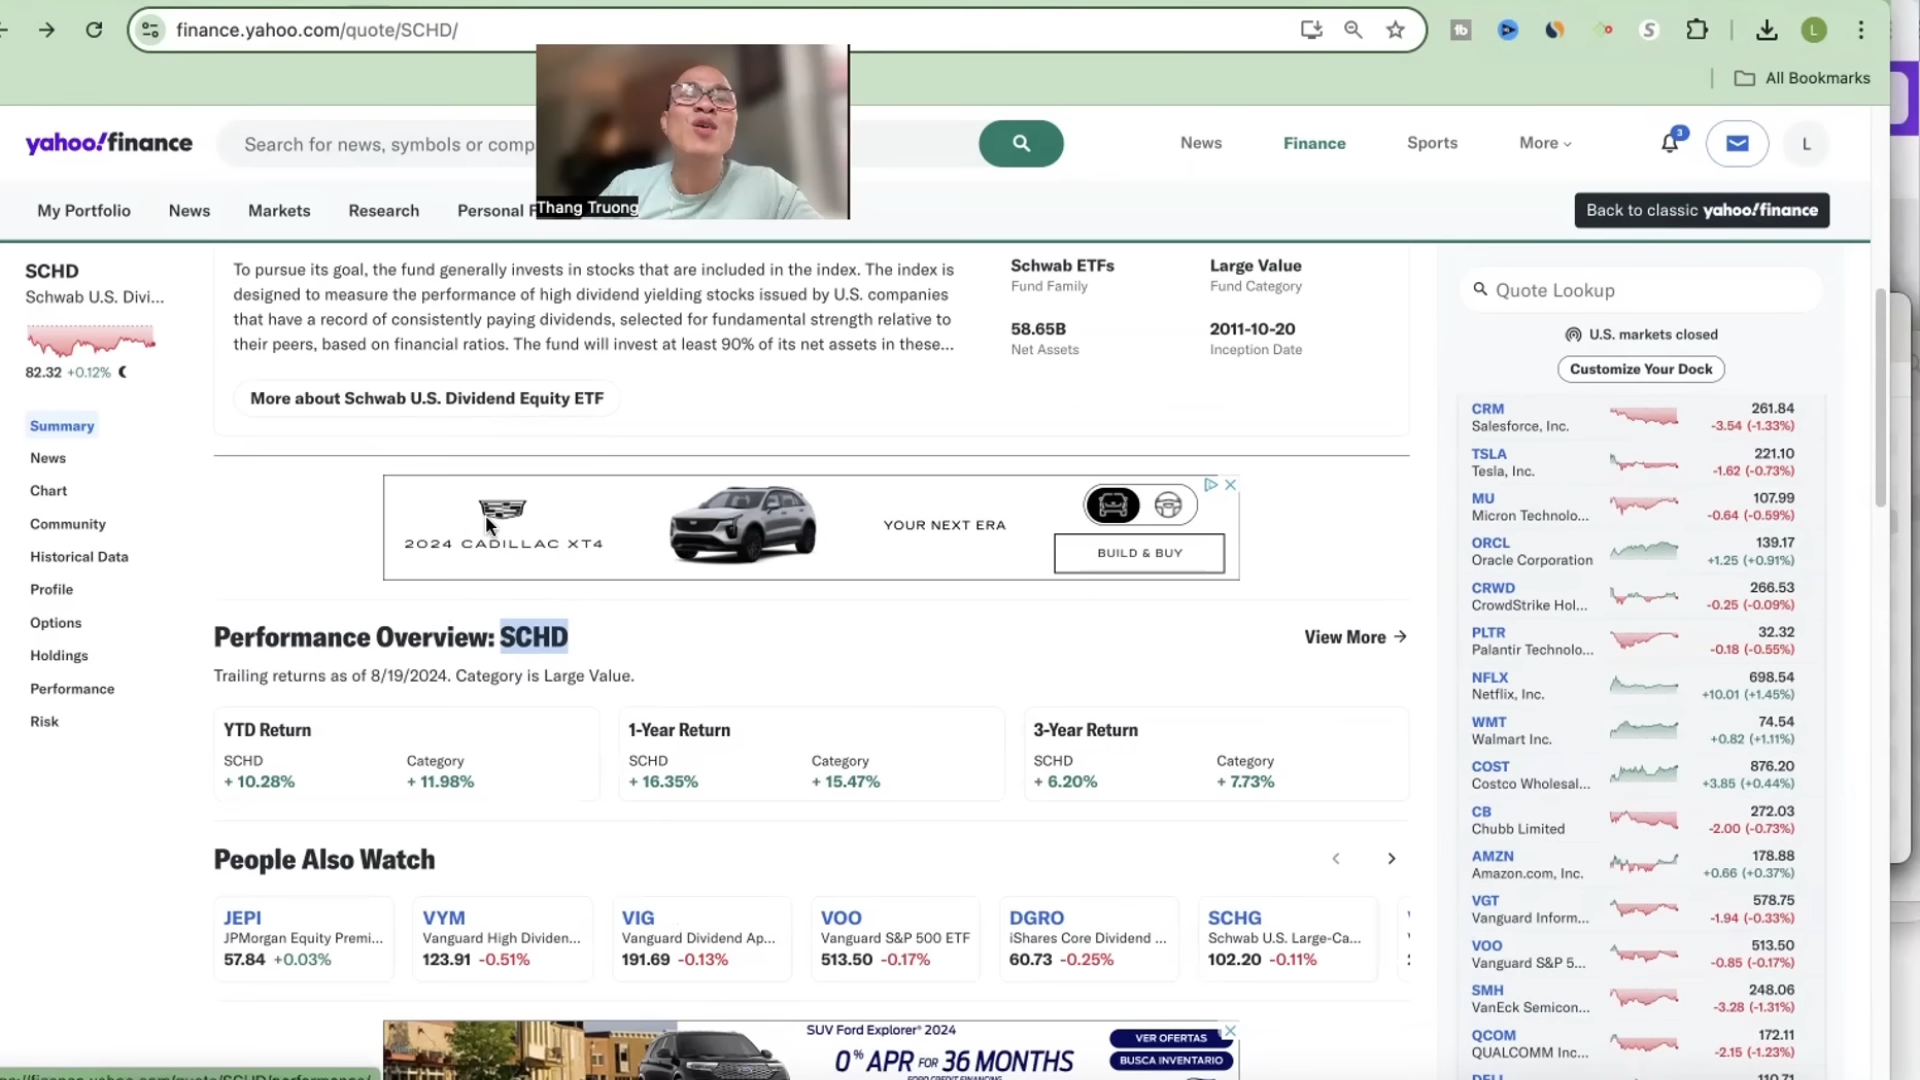 finance.yahoo.com/quote/SCHD/
All Bookmarks
yahoo!finance
Search for news, symbols or comp
News
Finance
Sports
More
3
L
Thang Truong
My Portfolio
News
Markets
Research
Personal F
Back to classic yahoo!finance
SCHD
Schwab U.S. Divi...
82.32 +0.12%
Summary
News
Chart
Community
Historical Data
Profile
Options
Holdings
Performance
Risk
To pursue its goal, the fund generally invests in stocks that are included in the index. The index is
designed to measure the performance of high dividend yielding stocks issued by U.S. companies
that have a record of consistently paying dividends, selected for fundamental strength relative to
their peers, based on financial ratios. The fund will invest at least 90% of its net assets in these...
More about Schwab U.S. Dividend Equity ETF
Schwab ETFs
Fund Family
Large Value
Fund Category
58.65B
Net Assets
2011-10-20
Inception Date
2024 CADILLAC XT4
YOUR NEXT ERA
BUILD & BUY
Performance Overview: SCHD
View More
Trailing returns as of 8/19/2024. Category is Large Value.
YTD Return
SCHD Category
+ 10.28% + 11.98%
1-Year Return
SCHD Category
+ 16.35% + 15.47%
3-Year Return
SCHD Category
+ 6.20% + 7.73%
People Also Watch
JEPI
JPMorgan Equity Premi...
57.84 +0.03%
VYM
Vanguard High Dividen...
123.91 -0.51%
VIG
Vanguard Dividend Ap...
191.69 -0.13%
VOO
Vanguard S&P 500 ETF
513.50 -0.17%
DGRO
iShares Core Dividend ...
60.73 -0.25%
SCHG
Schwab U.S. Large-Ca...
102.20 -0.11%
SUV Ford Explorer® 2024
0% APR FOR 36 MONTHS
FORD CREDIT FINANCING
VER OFERTAS
BUSCA INVENTARIO
Quote Lookup
U.S. markets closed
Customize Your Dock
CRM 261.84
Salesforce, Inc. -3.54 (-1.33%)
TSLA 221.10
Tesla, Inc. -1.62 (-0.73%)
MU 107.99
Micron Technolo... -0.64 (-0.59%)
ORCL 139.17
Oracle Corporation +1.25 (+0.91%)
CRWD 266.53
CrowdStrike Hol... -0.25 (-0.09%)
PLTR 32.32
Palantir Technolo... -0.18 (-0.55%)
NFLX 698.54
Netflix, Inc. +10.01 (+1.45%)
WMT 74.54
Walmart Inc. +0.82 (+1.11%)
COST 876.20
Costco Wholesal... +3.85 (+0.44%)
CB 272.03
Chubb Limited -2.00 (-0.73%)
AMZN 178.88
Amazon.com, Inc. +0.66 (+0.37%)
VGT 578.75
Vanguard Inform... -1.94 (-0.33%)
VOO 513.50
Vanguard S&P 5... -0.85 (-0.17%)
SMH 248.06
VanEck Semicon... -3.28 (-1.31%)
QCOM 172.11
QUALCOMM Inc... -2.15 (-1.23%)
DELL 110.71